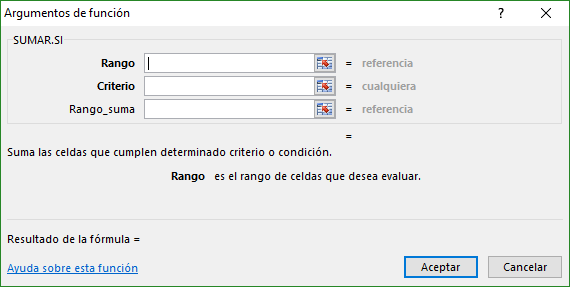 Argumentos de función ? ×
SUMAR.SI
Rango = referencia
Criterio = cualquiera
Rango_suma = referencia
=
Suma las celdas que cumplen determinado criterio o condición.
Rango es el rango de celdas que desea evaluar.
Resultado de la fórmula =
Ayuda sobre esta función Aceptar Cancelar